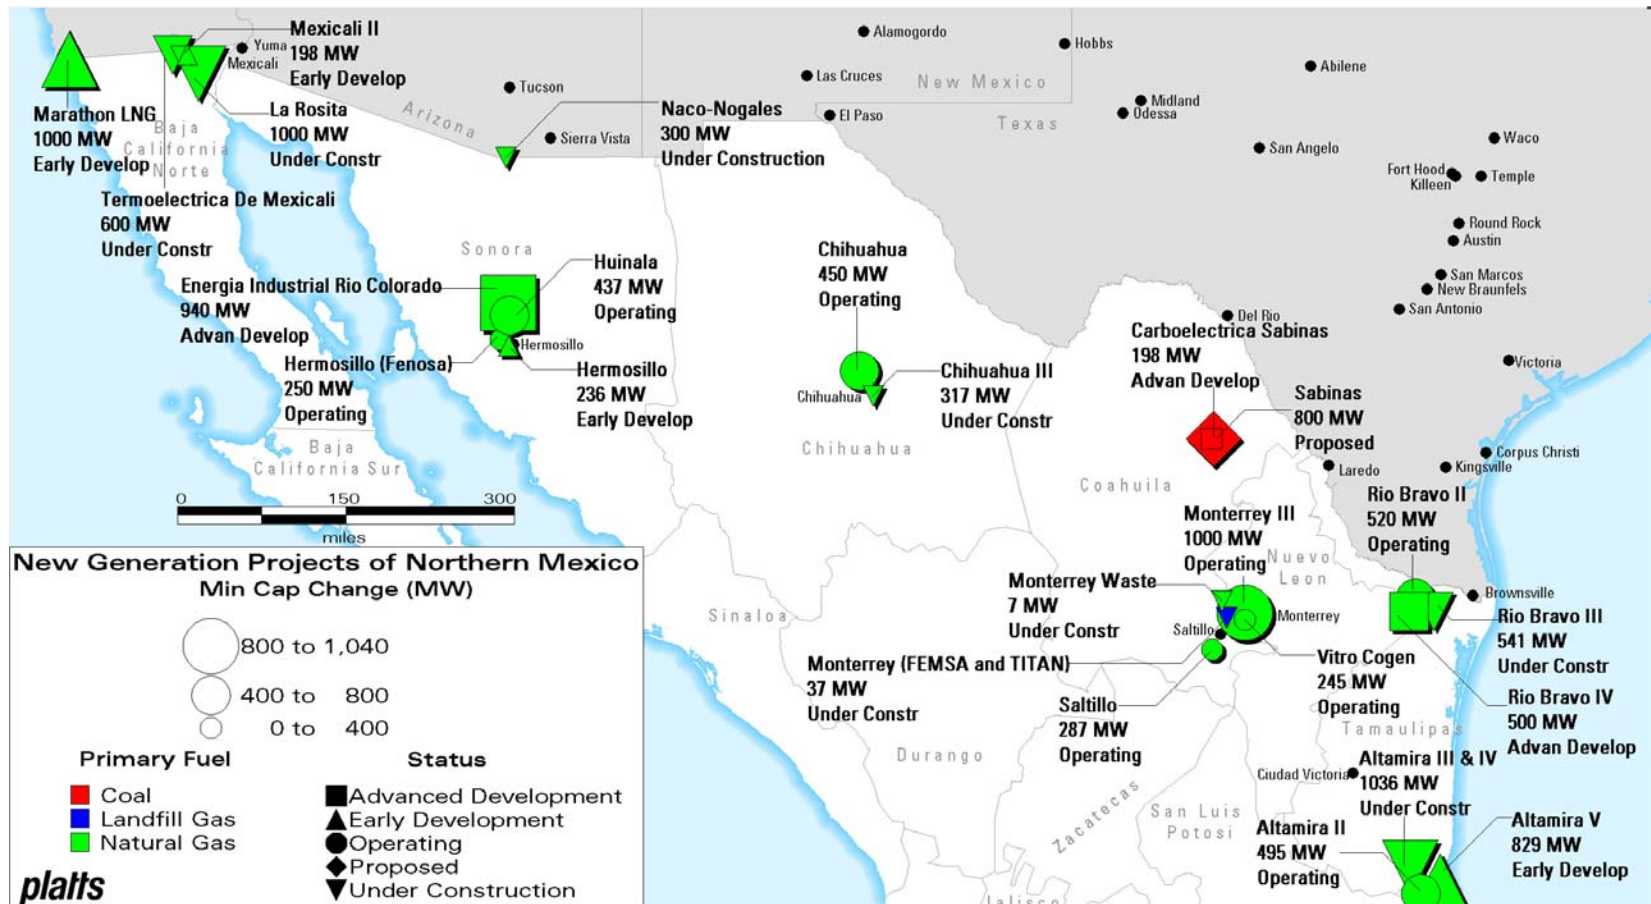 Mexicali II
198 MW
Early Develop
Yuma
Mexicali
Marathon LNG
1000 MW
Early Develop
La Rosita
1000 MW
Under Constr
Baja
California
Norte
Termoelectrica De Mexicali
600 MW
Under Constr
Arizona
Tucson
Sierra Vista
Naco-Nogales
300 MW
Under Construction
Alamogordo
Las Cruces
El Paso
New Mexico
Hobbs
Texas
Midland
Odessa
Abilene
San Angelo
Waco
Fort Hood
Killeen
Temple
Round Rock
Austin
San Marcos
New Braunfels
San Antonio
Del Rio
Victoria
Sonora
Energia Industrial Rio Colorado
940 MW
Advan Develop
Huinala
437 MW
Operating
Hermosillo
Hermosillo (Fenosa)
250 MW
Operating
Hermosillo
236 MW
Early Develop
Baja
California Sur
Chihuahua
450 MW
Operating
Chihuahua
Chihuahua III
317 MW
Under Constr
Chihuahua
Carboelectrica Sabinas
198 MW
Advan Develop
Sabinas
800 MW
Proposed
Coahuila
Laredo
Kingsville
Corpus Christi
Rio Bravo II
520 MW
Operating
Monterrey III
1000 MW
Operating
Nuevo
Leon
Brownsville
Monterrey Waste
7 MW
Under Constr
Monterrey
Saltillo
Rio Bravo III
541 MW
Under Constr
Monterrey (FEMSA and TITAN)
37 MW
Under Constr
Vitro Cogen
245 MW
Operating
Saltillo
287 MW
Operating
Rio Bravo IV
500 MW
Advan Develop
Tamaulipas
Sinaloa
Durango
Zacatecas
San Luis
Potosi
Jalisco
Ciudad Victoria
Altamira III & IV
1036 MW
Under Constr
Altamira II
495 MW
Operating
Altamira V
829 MW
Early Develop
0 150 300
miles
New Generation Projects of Northern Mexico
Min Cap Change (MW)
800 to 1,040
400 to 800
0 to 400
Primary Fuel
Coal
Landfill Gas
Natural Gas
Status
Advanced Development
Early Development
Operating
Proposed
Under Construction
platts